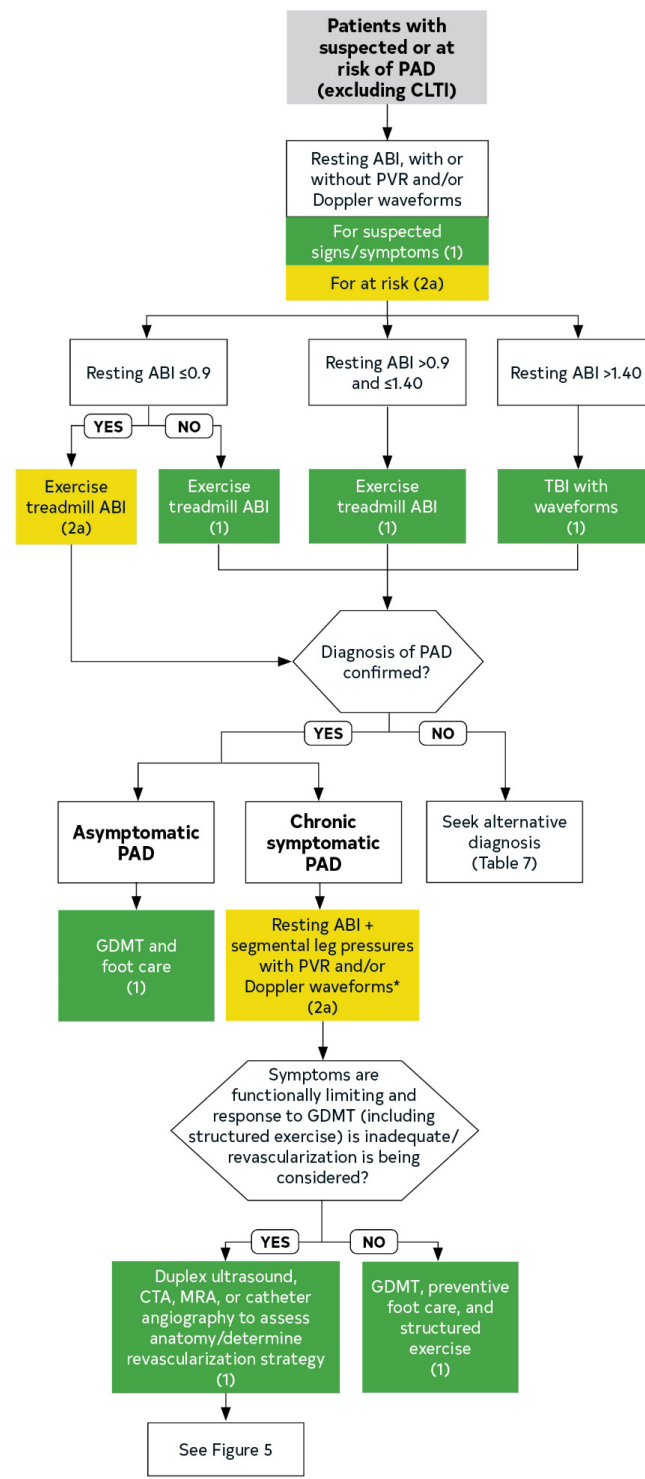 Patients with
suspected or at
risk of PAD
(excluding CLTI)
Resting ABI, with or
without PVR and/or
Doppler waveforms
For suspected
signs/symptoms (1)
For at risk (2a)
Resting ABI ≤0.9
Resting ABI >0.9
and ≤1.40
Resting ABI >1.40
YES
NO
Exercise
treadmill ABI
(2a)
Exercise
treadmill ABI
(1)
Exercise
treadmill ABI
(1)
TBI with
waveforms
(1)
Diagnosis of PAD
confirmed?
YES
NO
Asymptomatic
PAD
Chronic
symptomatic
PAD
Seek alternative
diagnosis
(Table 7)
GDMT and
foot care
(1)
Resting ABI +
segmental leg pressures
with PVR and/or
Doppler waveforms*
(2a)
Symptoms are
functionally limiting and
response to GDMT (including
structured exercise) is inadequate/
revascularization is being
considered?
YES
NO
Duplex ultrasound,
CTA, MRA, or catheter
angiography to assess
anatomy/determine
revascularization strategy
(1)
GDMT, preventive
foot care, and
structured
exercise
(1)
See Figure 5